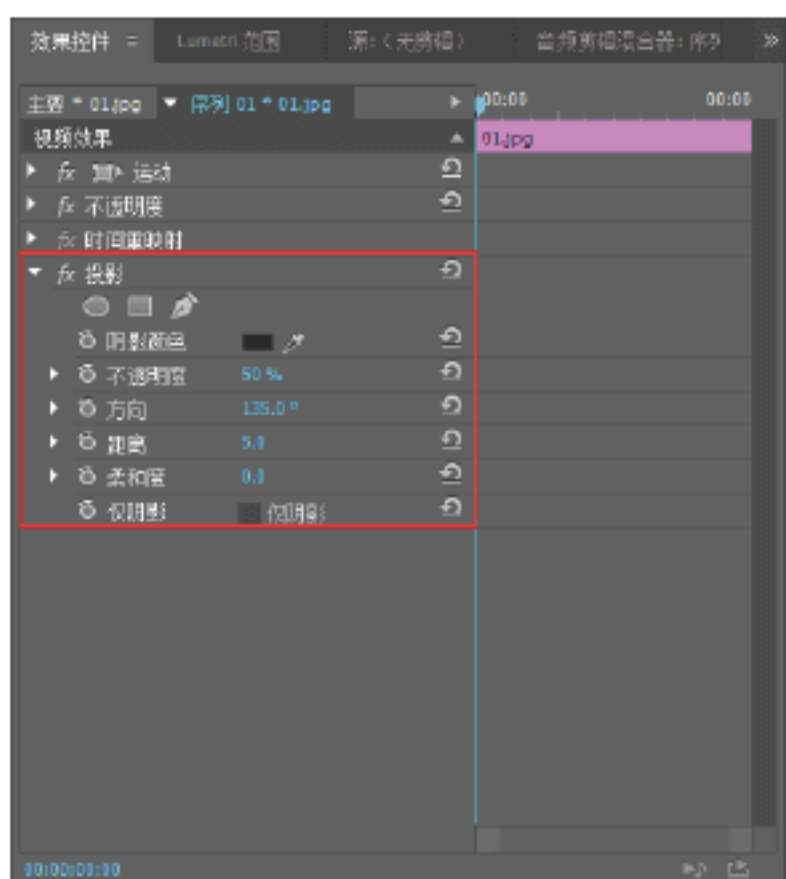 效果控件 ≡ Lumetri 范围 源:（无剪辑） 音频剪辑混合器: 序列 »
主要 * 01.jpg 序列 01 * 01.jpg 00:00 00:00
视频效果 01.jpg
fx 运动
fx 不透明度
fx 时间重映射
fx 投影
阴影颜色
不透明度 50 %
方向 135.0 °
距离 5.0
柔和度 0.0
仅阴影 仅阴影
00:00:00:00